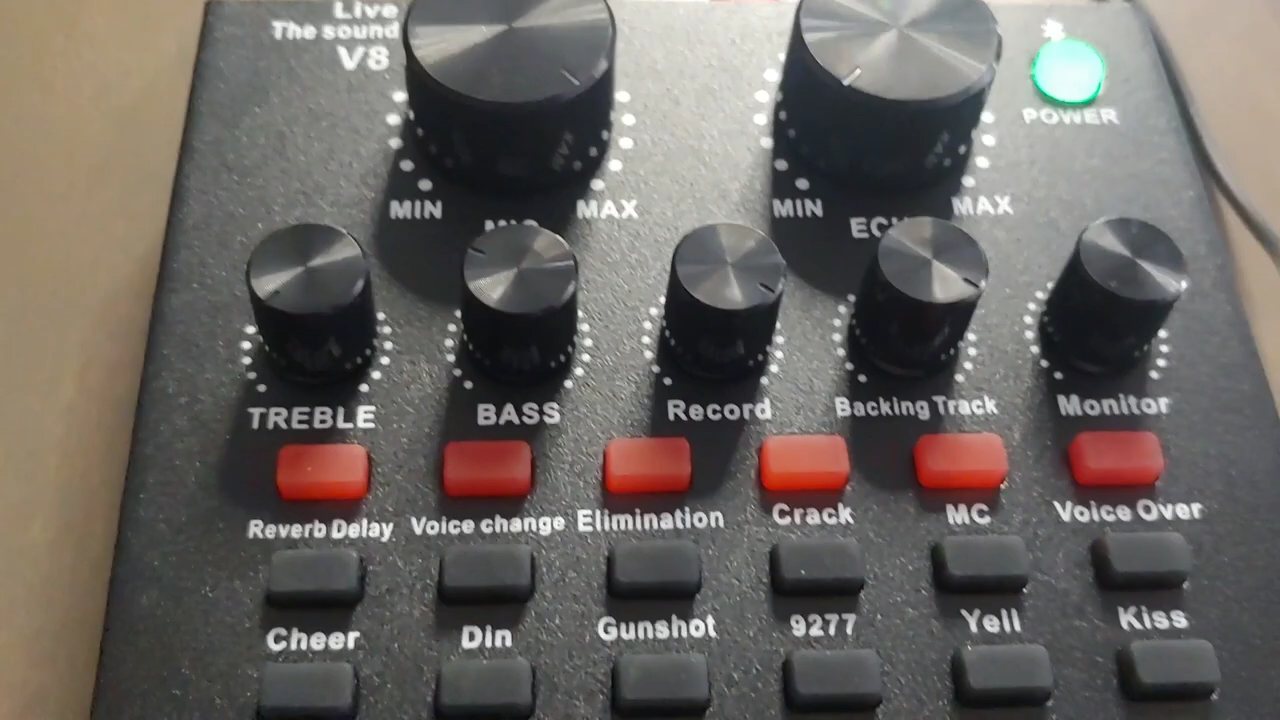 Live
The sound
V8
POWER
MIN MAX MIN MAX
TREBLE BASS Record Backing Track Monitor
Reverb Delay Voice change Elimination Crack MC Voice Over
Cheer Din Gunshot 9277 Yell Kiss